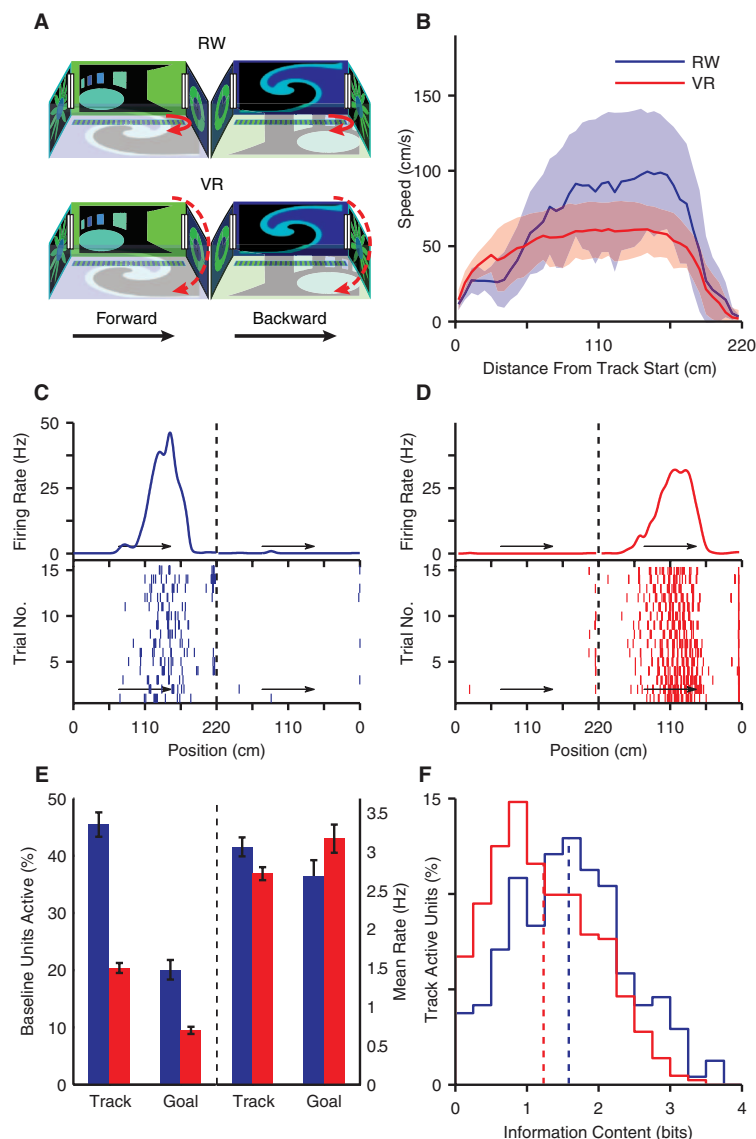 A
RW
VR
Forward
Backward
B
RW
VR
Speed (cm/s)
150
100
50
0
0
110
220
Distance From Track Start (cm)
C
Firing Rate (Hz)
50
25
0
Trial No.
15
10
5
0
110
220
110
0
Position (cm)
D
Firing Rate (Hz)
50
25
0
Trial No.
15
10
5
0
110
220
110
0
Position (cm)
E
Baseline Units Active (%)
50
40
30
20
10
0
Track
Goal
Track
Goal
3.5
3
2.5
2
1.5
1
0.5
0
Mean Rate (Hz)
F
Track Active Units (%)
15
5
0
0
1
2
3
4
Information Content (bits)